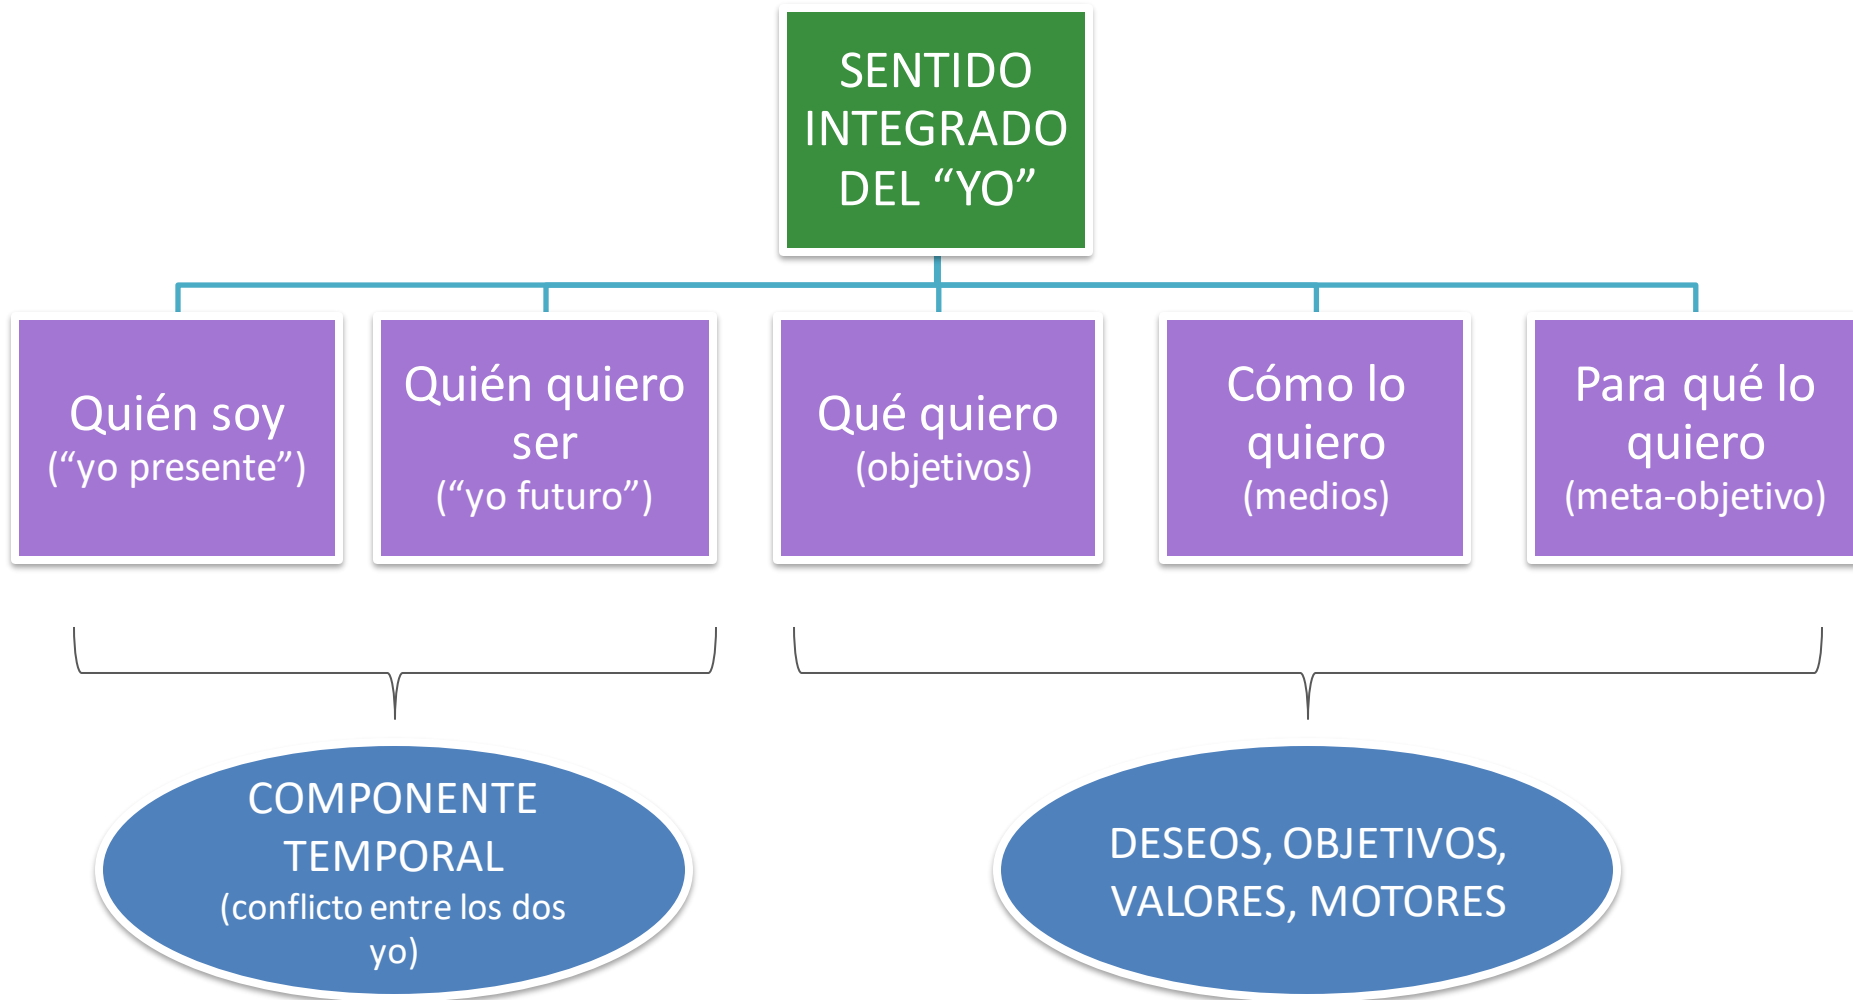 SENTIDO
INTEGRADO
DEL “YO”
Quién soy
(“yo presente”)
Quién quiero
ser
(“yo futuro”)
Qué quiero
(objetivos)
Cómo lo
quiero
(medios)
Para qué lo
quiero
(meta-objetivo)
COMPONENTE
TEMPORAL
(conflicto entre los dos
yo)
DESEOS, OBJETIVOS,
VALORES, MOTORES